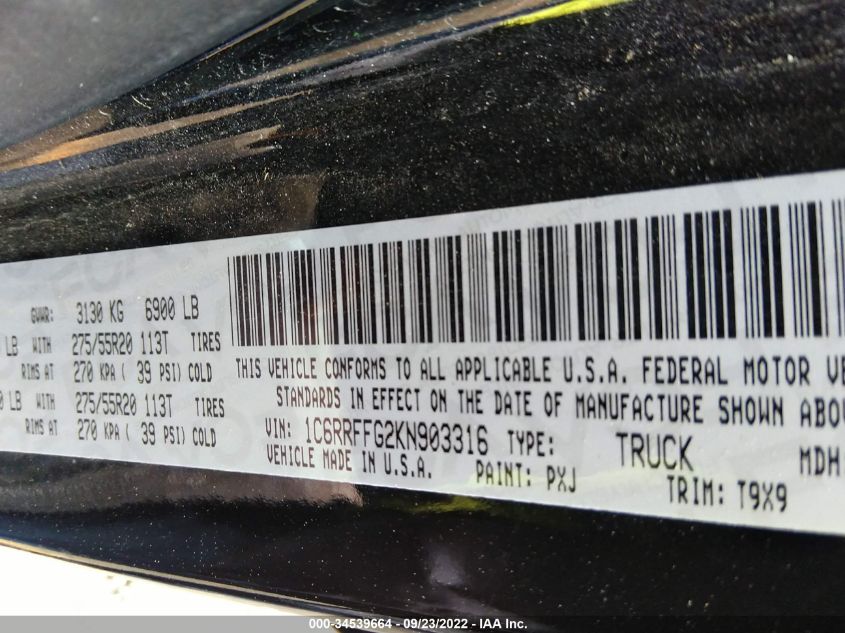 GVWR: 3130 KG 6900 LB
LB WITH 275/55R20 113T TIRES
RIMS AT 270 KPA ( 39 PSI) COLD
0 LB WITH 275/55R20 113T TIRES
RIMS AT 270 KPA ( 39 PSI) COLD
THIS VEHICLE CONFORMS TO ALL APPLICABLE U.S.A. FEDERAL MOTOR VE
STANDARDS IN EFFECT ON THE DATE OF MANUFACTURE SHOWN ABO
VIN: 1C6RRFFG2KN903316 TYPE: TRUCK MDH
VEHICLE MADE IN U.S.A. PAINT: PXJ TRIM: T9X9
000-34539664 - 09/23/2022 - IAA Inc.